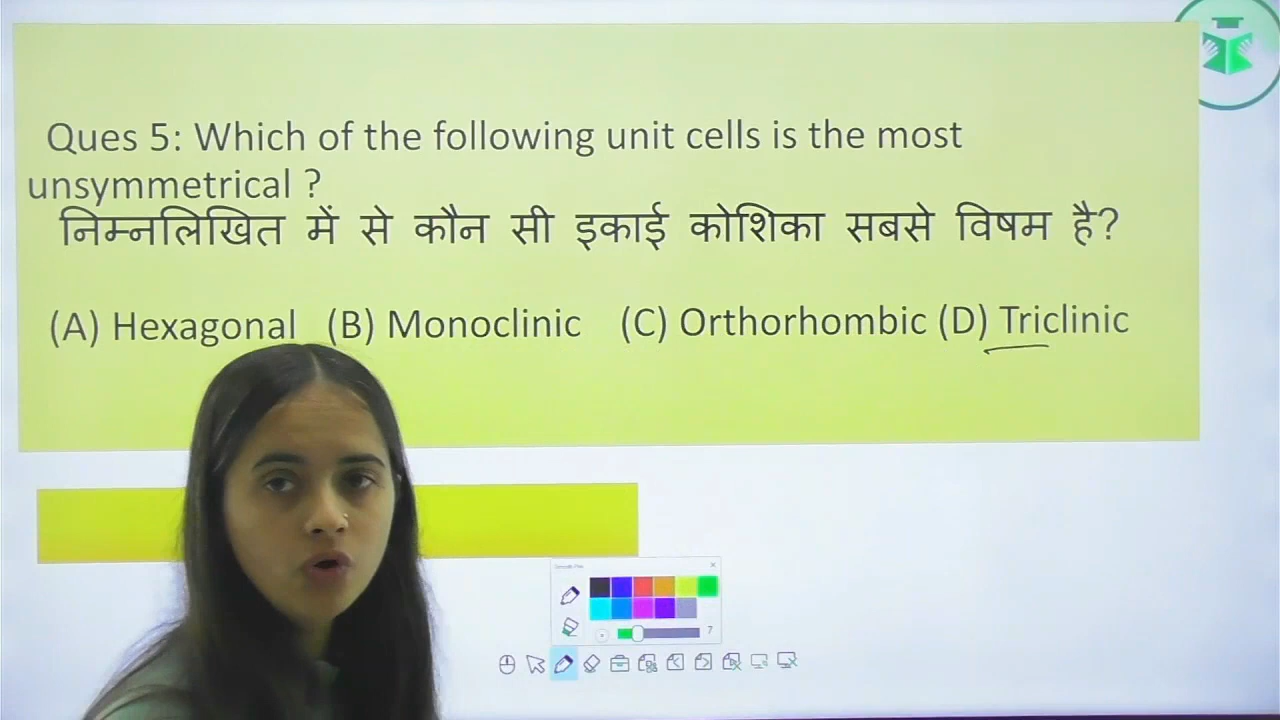 Ques 5: Which of the following unit cells is the most
unsymmetrical ?
निम्नलिखित में से कौन सी इकाई कोशिका सबसे विषम है?
(A) Hexagonal (B) Monoclinic (C) Orthorhombic (D) Triclinic
7